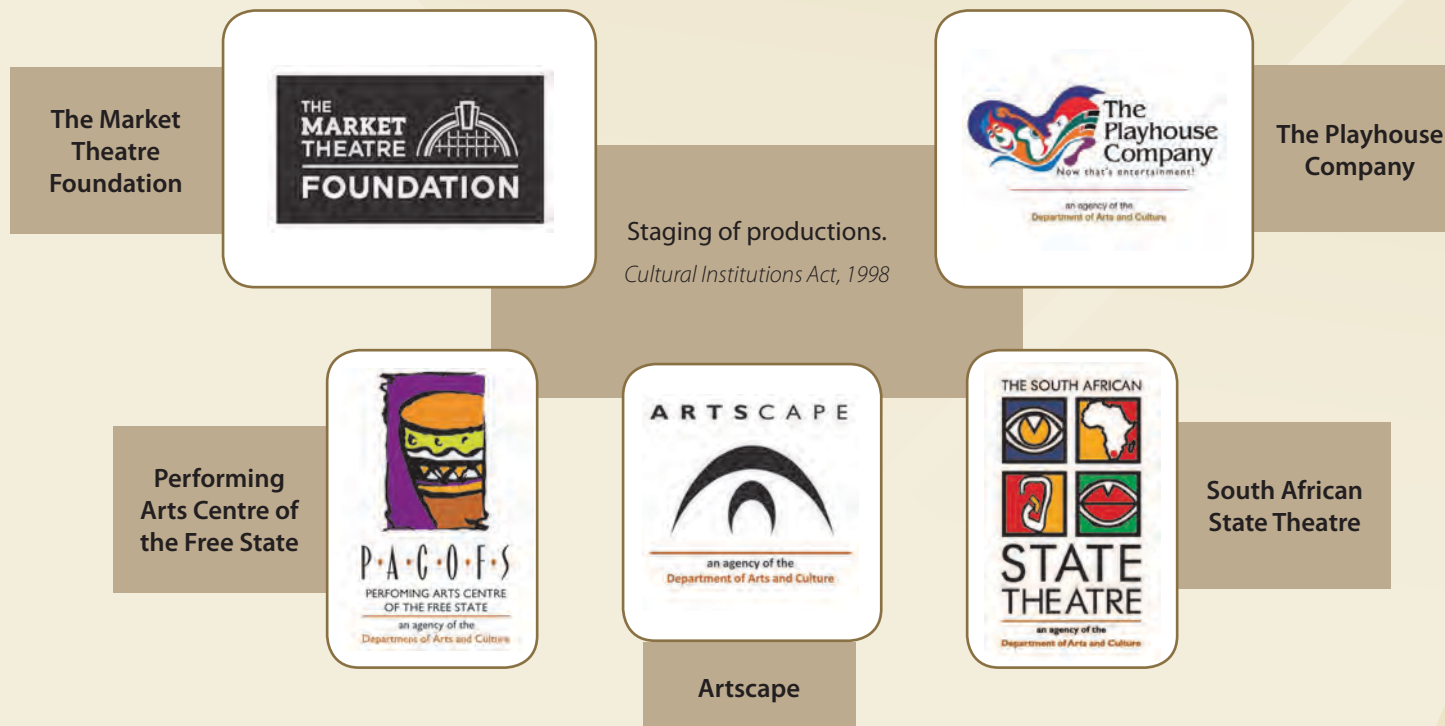 The Market
Theatre
Foundation
THE
MARKET
THEATRE
FOUNDATION
Staging of productions.
Cultural Institutions Act, 1998
The
Playhouse
Company
Now that's entertainment!
an agency of the
Department of Arts and Culture
The Playhouse
Company
Performing
Arts Centre of
the Free State
P•A•C•O•F•S
PERFOMING ARTS CENTRE
OF THE FREE STATE
an agency of the
Department of Arts and Culture
ARTSCAPE
an agency of the
Department of Arts and Culture
Artscape
THE SOUTH AFRICAN
STATE
THEATRE
an agency of the
Department of Arts and Culture
South African
State Theatre